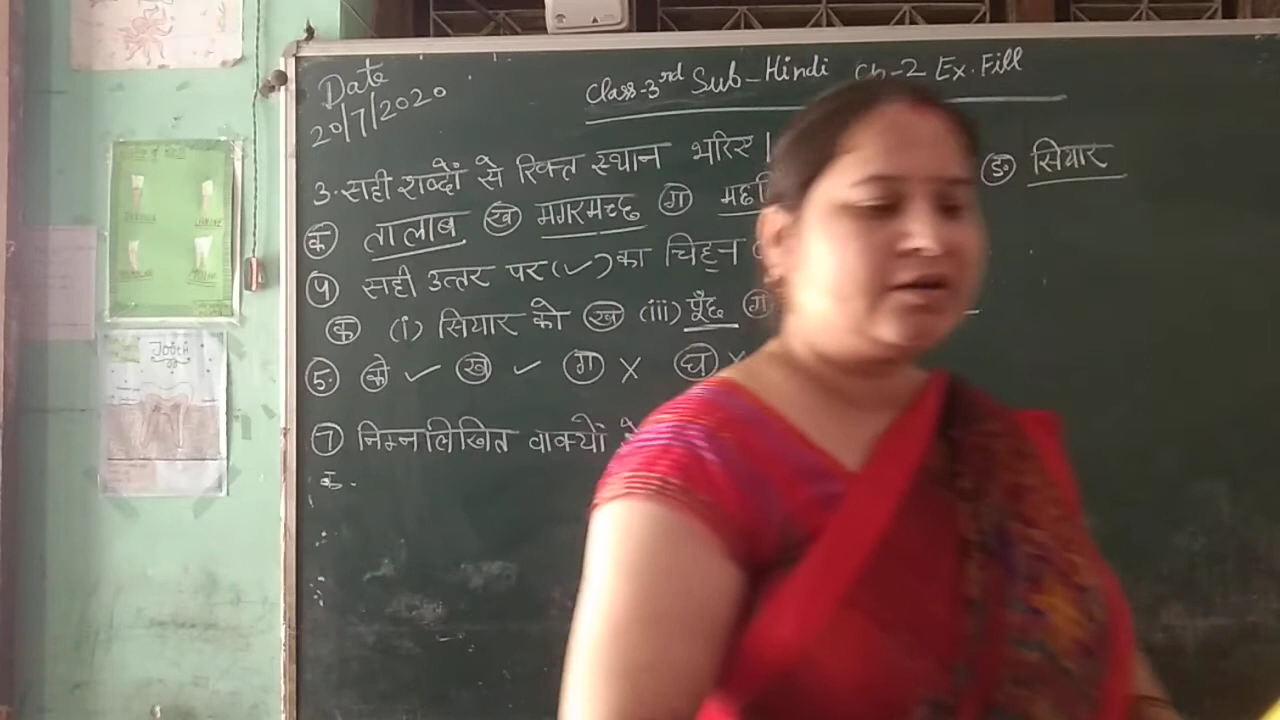 Date
20/7/2020
Class-3rd Sub-Hindi Ch-2 Ex. Fill
3. सही शब्दों से रिक्त स्थान भरिए।
क तालाब ख मगरमच्छ ग ङ. सियार
4 सही उत्तर पर (✓) का चिह्न
क (i) सियार को ख (iii) पूँछ ग
5. क ✓ ख ✓ ग x घ x
7 निम्नलिखित वाक्यों
क.
Tooth